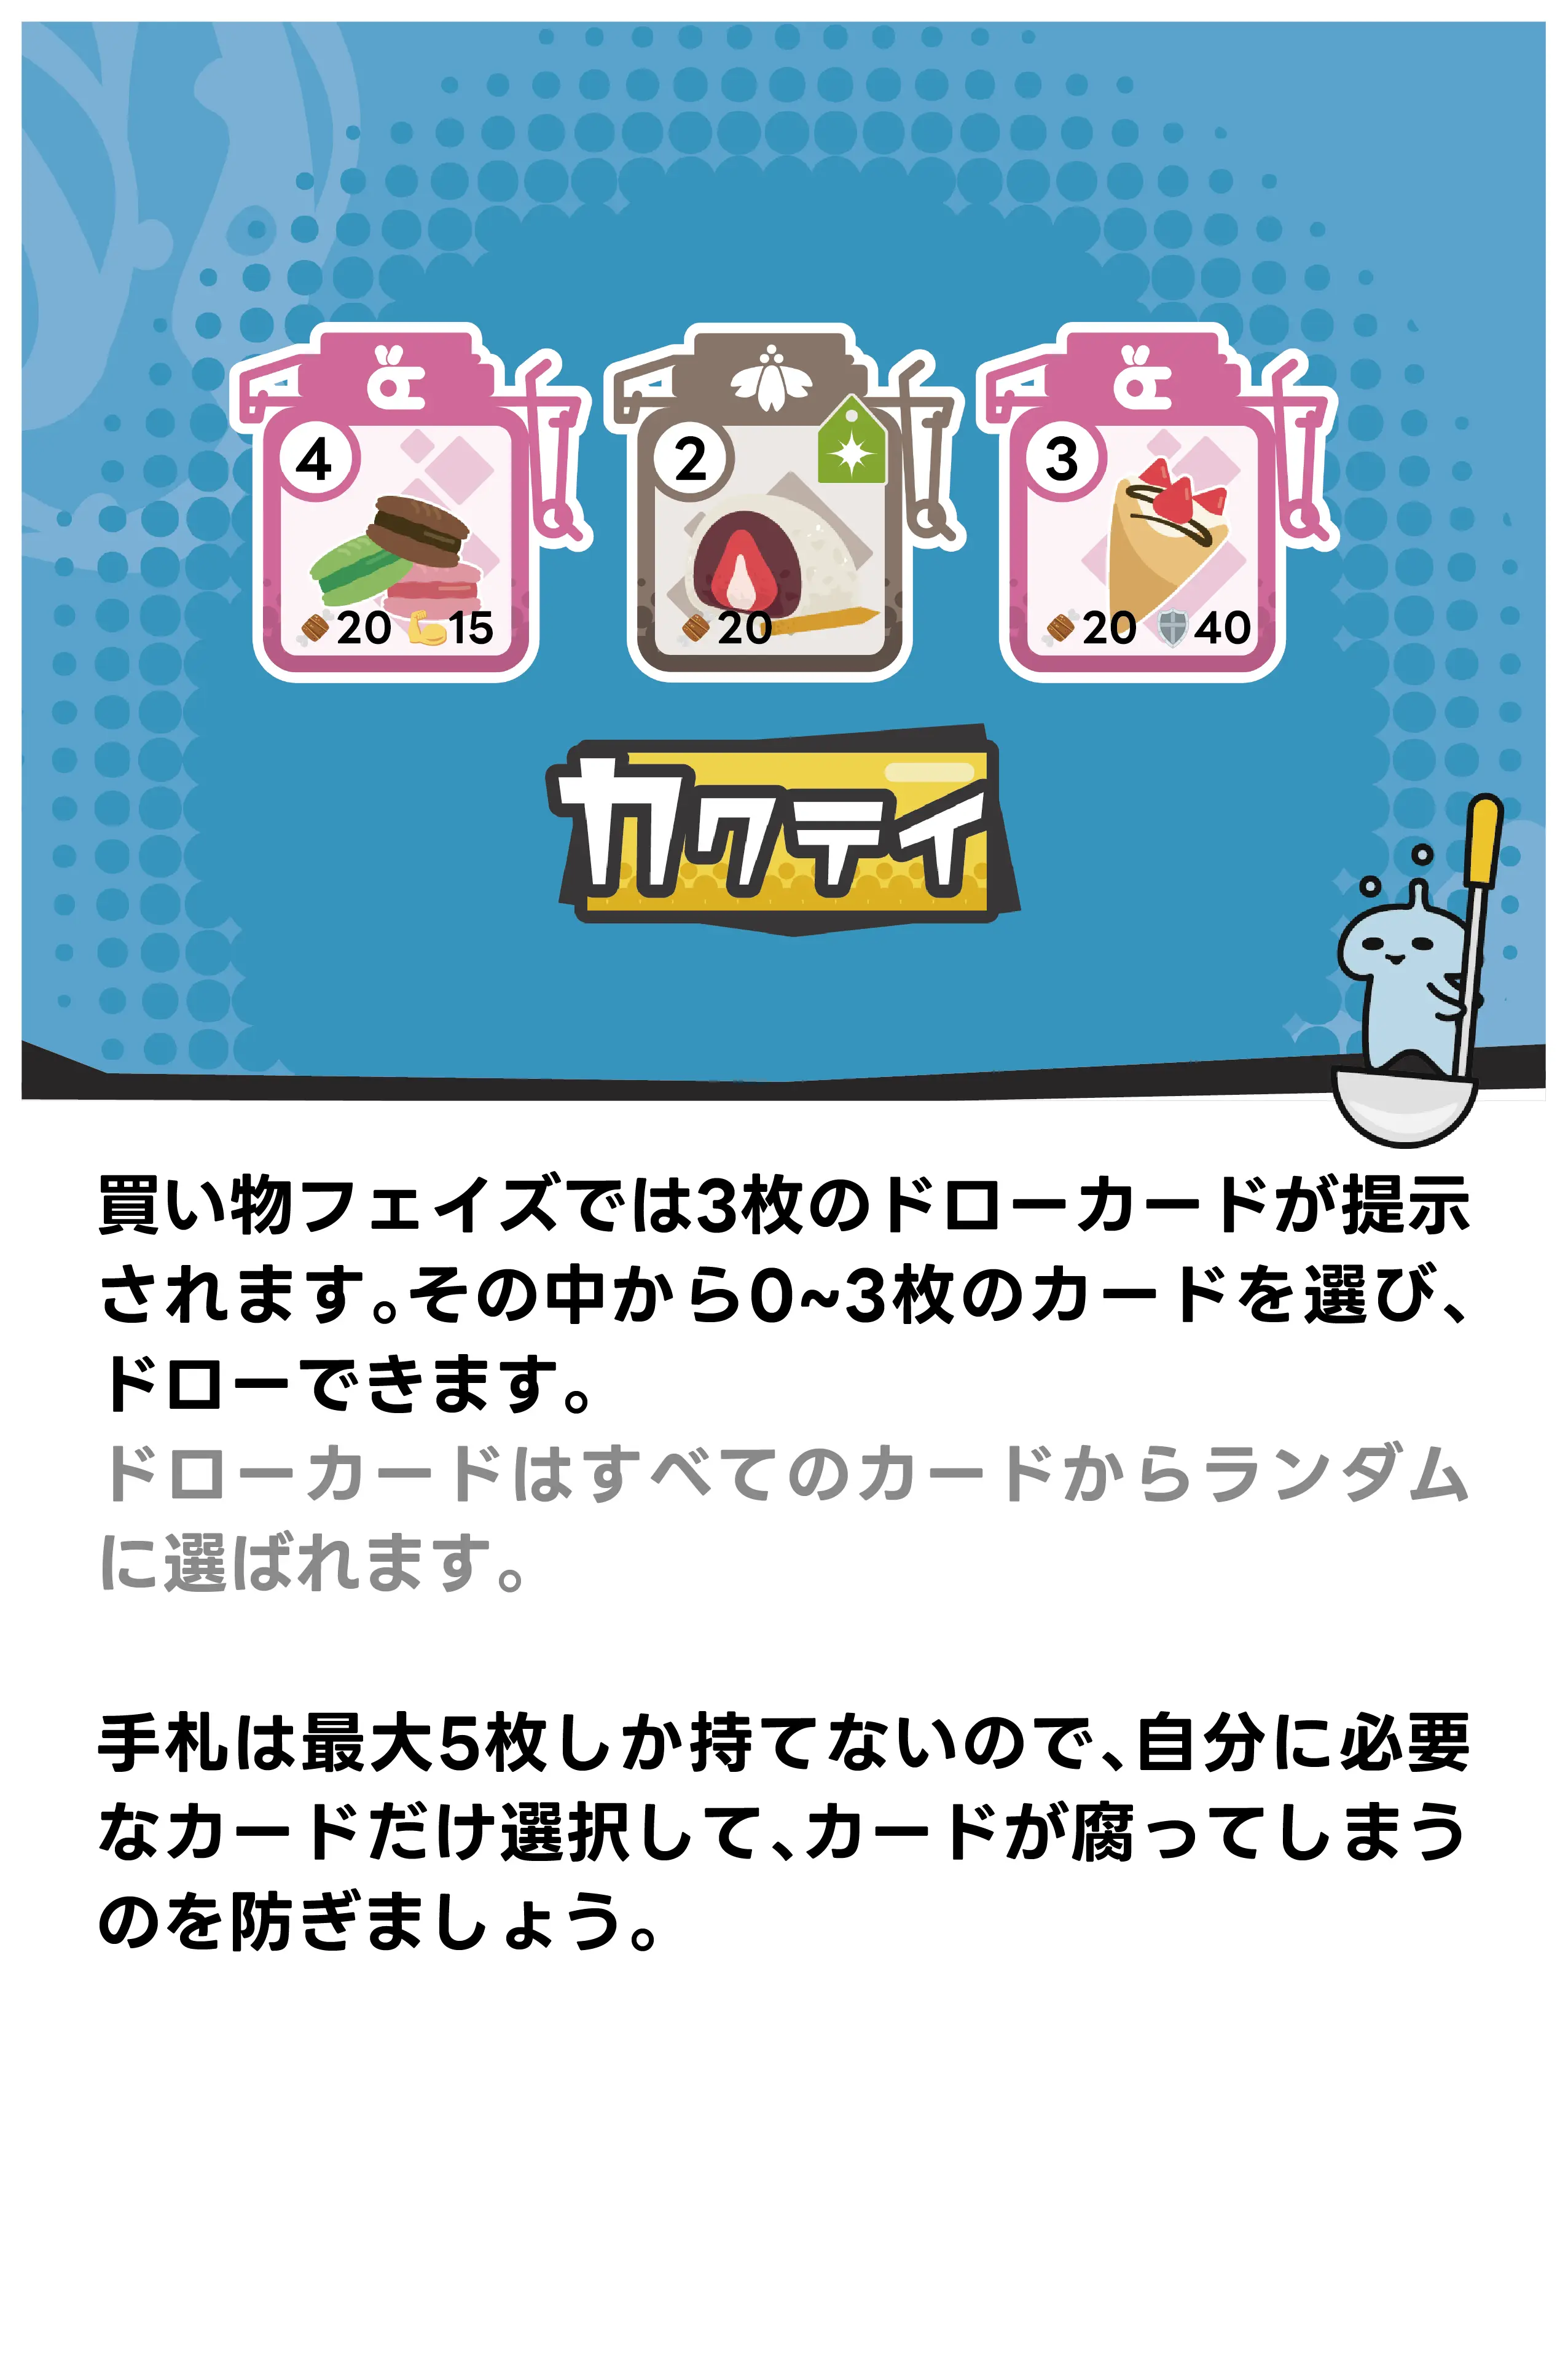 4
2
3
20 15
20
20 40
カクテイ
買い物フェイズでは3枚のドローカードが提示
されます。その中から0~3枚のカードを選び、
ドローできます。
ドローカードはすべてのカードからランダム
に選ばれます。
手札は最大5枚しか持てないので、自分に必要
なカードだけ選択して、カードが腐ってしまう
のを防ぎましょう。